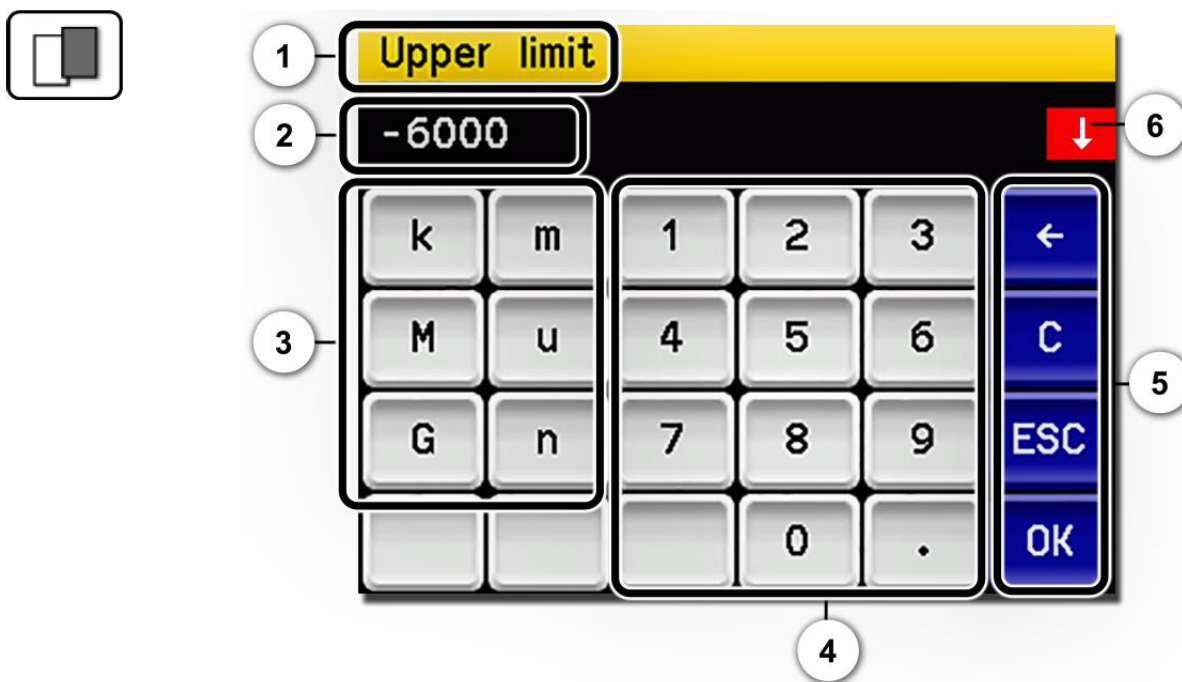 1 Upper limit
2 -6000 ↓ 6
k m 1 2 3 ←
3 M u 4 5 6 C
5
G n 7 8 9 ESC
0 . OK
4